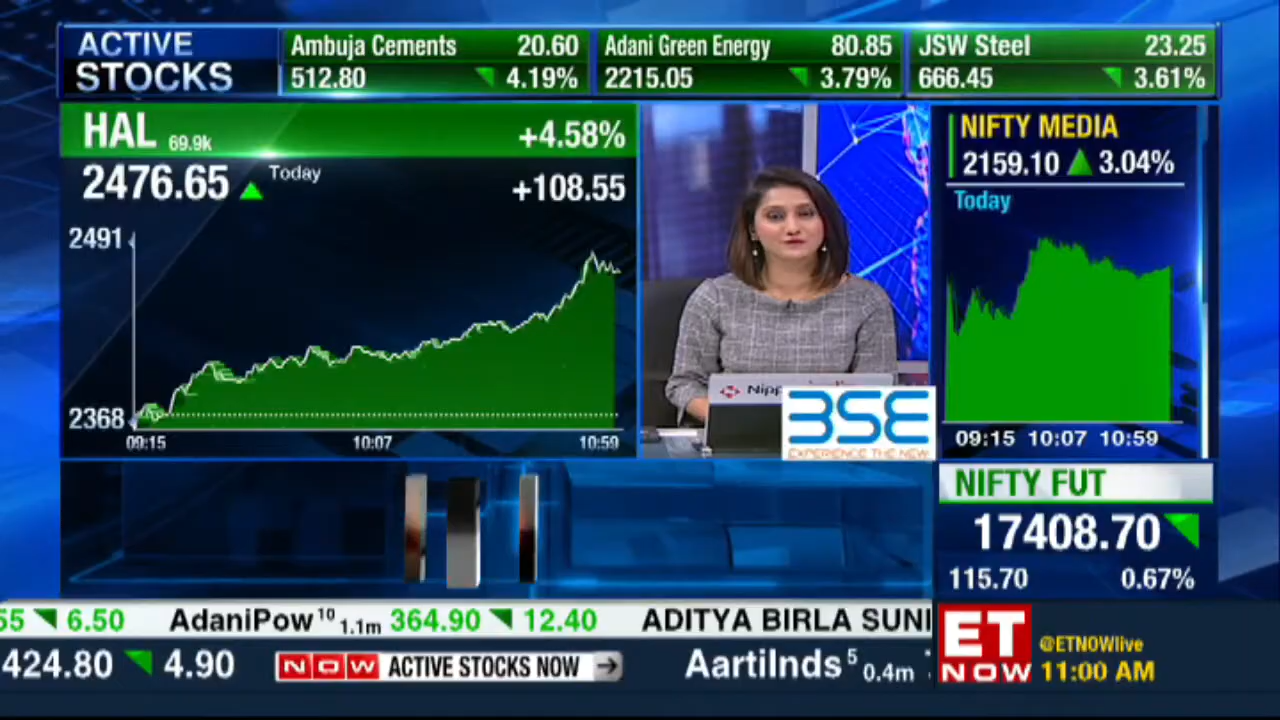 ACTIVE
STOCKS
Ambuja Cements 20.60
512.80 4.19%
Adani Green Energy 80.85
2215.05 3.79%
JSW Steel 23.25
666.45 3.61%
HAL 69.9k +4.58%
2476.65 Today +108.55
2491
2368
09:15 10:07 10:59
BSE
EXPERIENCE THE NEW
NIFTY MEDIA
2159.10 3.04%
Today
09:15 10:07 10:59
NIFTY FUT
17408.70
115.70 0.67%
55 6.50 AdaniPow 10 1.1m 364.90 12.40 ADITYA BIRLA SUN
424.80 4.90 NOW ACTIVE STOCKS NOW AartiInds 5 0.4m
ET
NOW
@ETNOWlive
11:00 AM